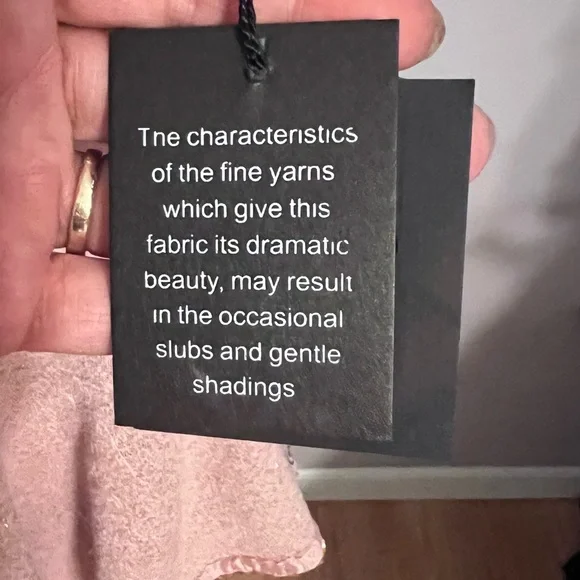 The characteristics
of the fine yarns
which give this
fabric its dramatic
beauty, may result
in the occasional
slubs and gentle
shadings